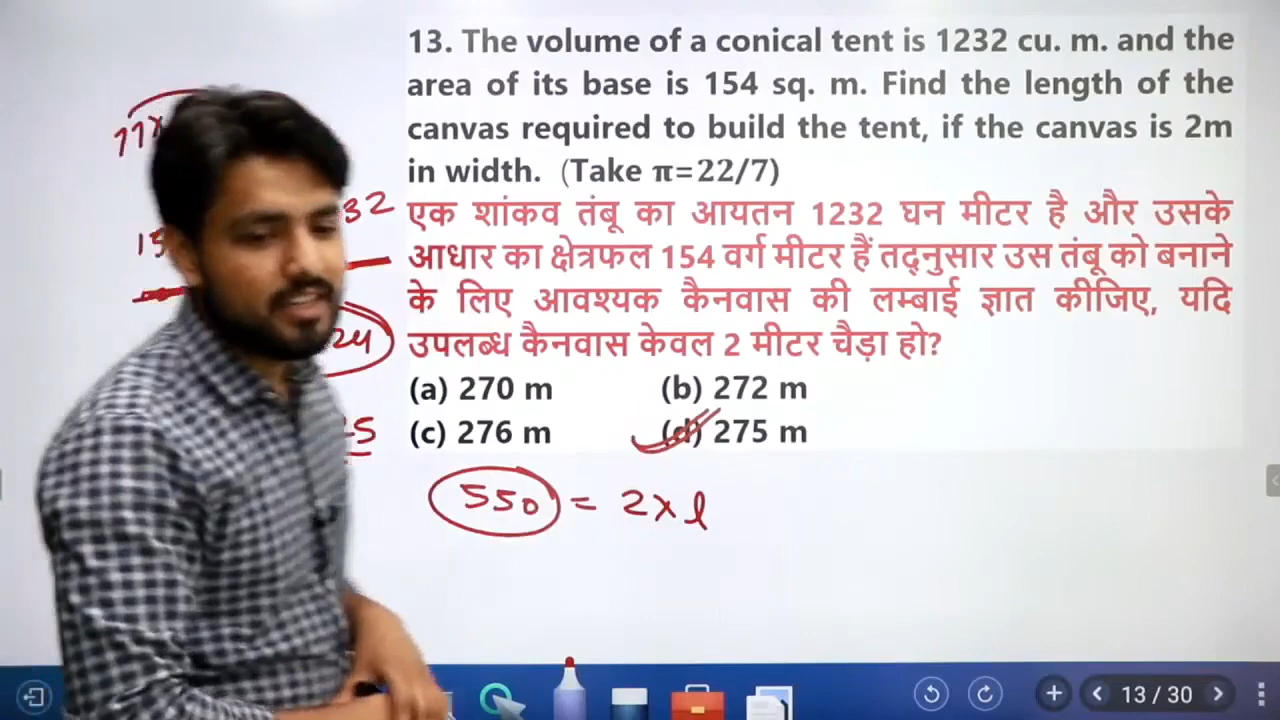 13. The volume of a conical tent is 1232 cu. m. and the
area of its base is 154 sq. m. Find the length of the
canvas required to build the tent, if the canvas is 2m
in width. (Take π=22/7)
एक शांकव तंबू का आयतन 1232 घन मीटर है और उसके
आधार का क्षेत्रफल 154 वर्ग मीटर हैं तद्नुसार उस तंबू को बनाने
के लिए आवश्यक कैनवास की लम्बाई ज्ञात कीजिए, यदि
उपलब्ध कैनवास केवल 2 मीटर चैड़ा हो?
(a) 270 m (b) 272 m
(c) 276 m (d) 275 m
550 = 2 x l
24
13 / 30